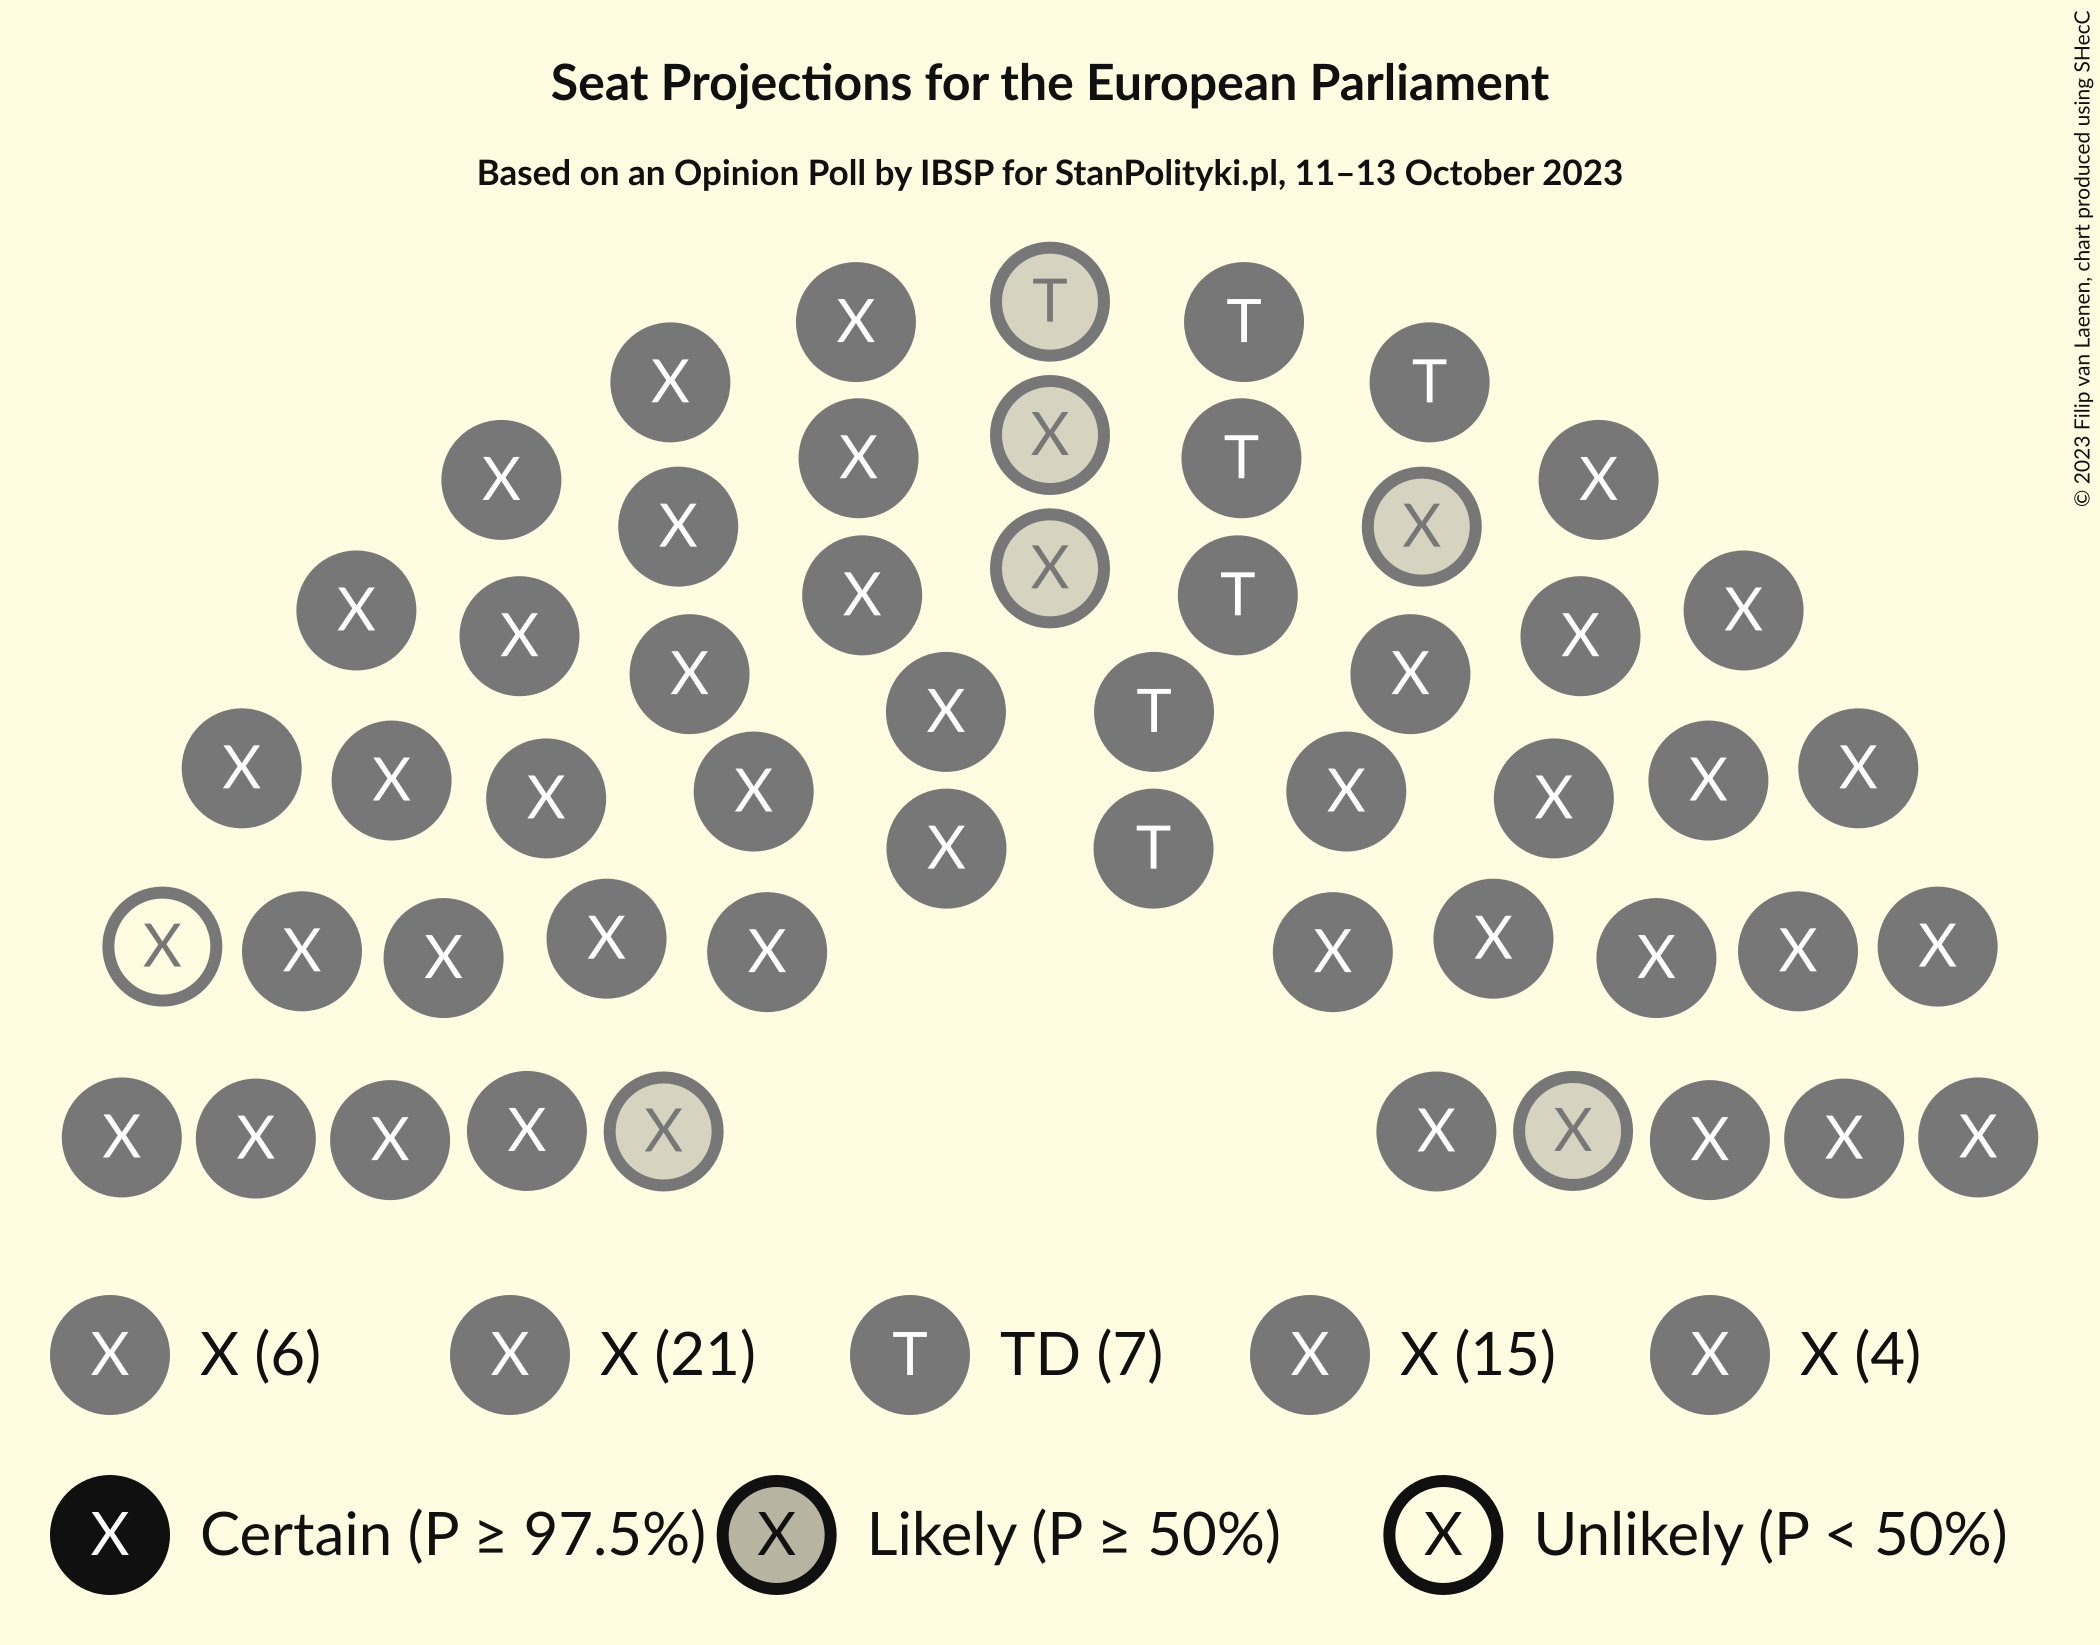 Seat Projections for the European Parliament
Based on an Opinion Poll by IBSP for StanPolityki.pl, 11–13 October 2023
© 2023 Filip van Laenen, chart produced using SHecC
T
X T
X T
X
X T
X X
X
X T
X X
X X
X X
X T
X X
X X X X
X X X X
X T
X X X X X X X X X X
X X X X X X X X X X
X X (6) X X (21) T TD (7) X X (15) X X (4)
X Certain (P ≥ 97.5%) X Likely (P ≥ 50%) X Unlikely (P < 50%)